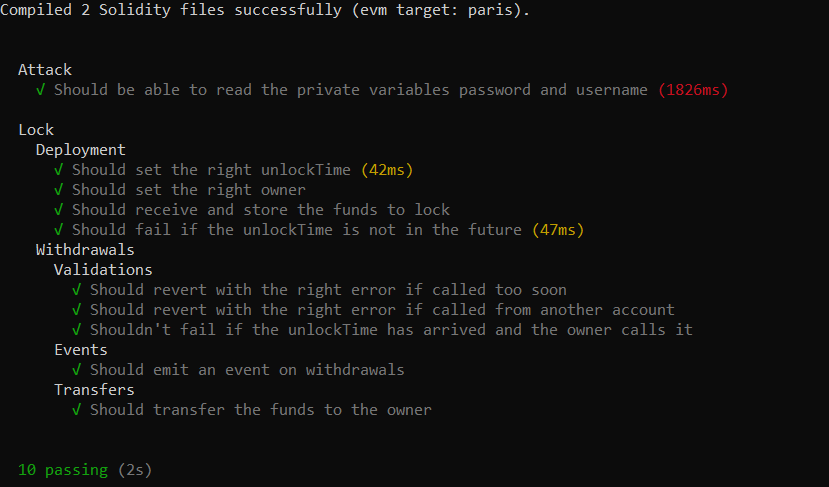 Compiled 2 Solidity files successfully (evm target: paris).
Attack
√ Should be able to read the private variables password and username (1826ms)
Lock
Deployment
√ Should set the right unlockTime (42ms)
√ Should set the right owner
√ Should receive and store the funds to lock
√ Should fail if the unlockTime is not in the future (47ms)
Withdrawals
Validations
√ Should revert with the right error if called too soon
√ Should revert with the right error if called from another account
√ Shouldn't fail if the unlockTime has arrived and the owner calls it
Events
√ Should emit an event on withdrawals
Transfers
√ Should transfer the funds to the owner
10 passing (2s)